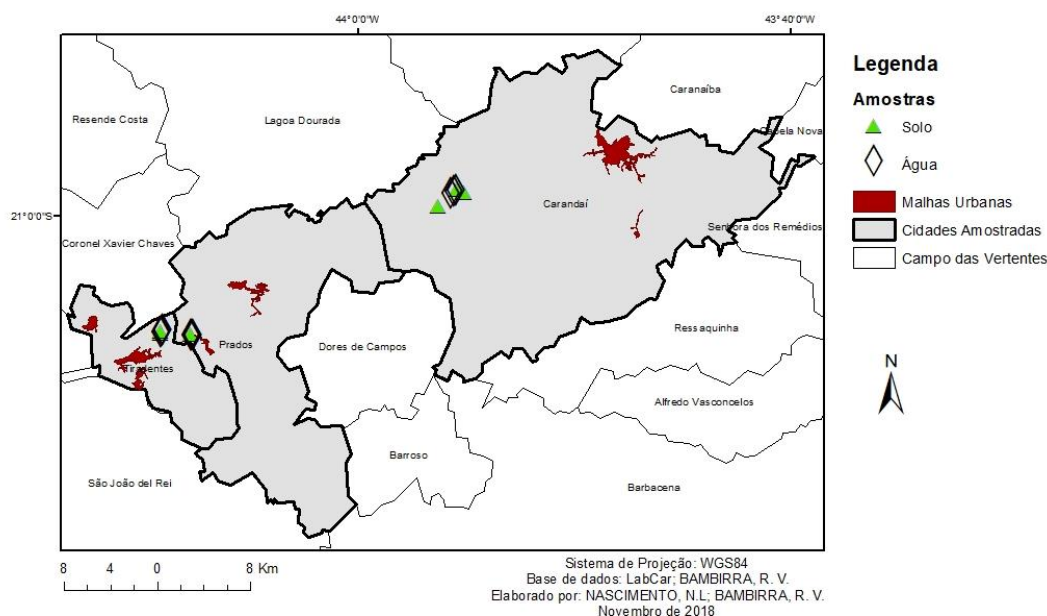 44°0'0"W
43°40'0"W
Legenda
Amostras
Solo
Água
Malhas Urbanas
Cidades Amostradas
Campo das Vertentes
Caranaíba
Resende Costa
Lagoa Dourada
Capela Nova
21°0'0"S
Carandaí
Senhora dos Remédios
Coronel Xavier Chaves
Ressaquinha
Prados
Dores de Campos
Tiradentes
N
Alfredo Vasconcelos
Barroso
São João del Rei
Barbacena
8 4 0 8 Km
Sistema de Projeção: WGS84
Base de dados: LabCar; BAMBIRRA, R. V.
Elaborado por: NASCIMENTO, N.L; BAMBIRRA, R. V.
Novembro de 2018